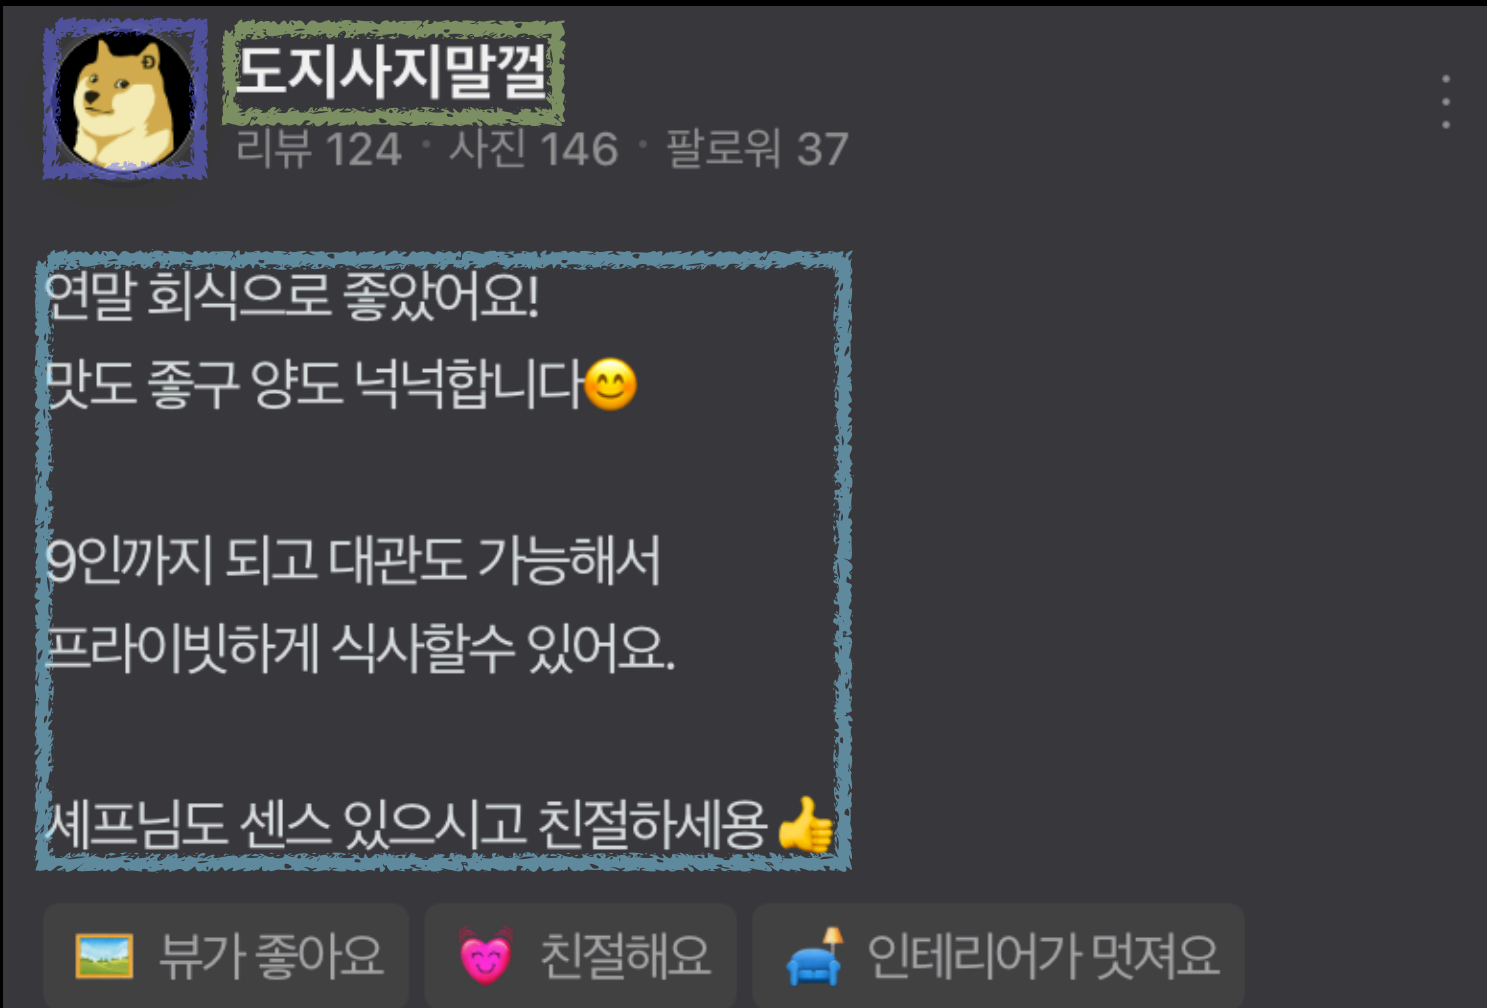 도지사지말껄
리뷰 124 · 사진 146 · 팔로워 37
연말 회식으로 좋았어요!
맛도 좋구 양도 넉넉합니다😊
9인까지 되고 대관도 가능해서
프라이빗하게 식사할수 있어요.
셰프님도 센스 있으시고 친절하세용 👍
뷰가 좋아요
친절해요
인테리어가 멋져요